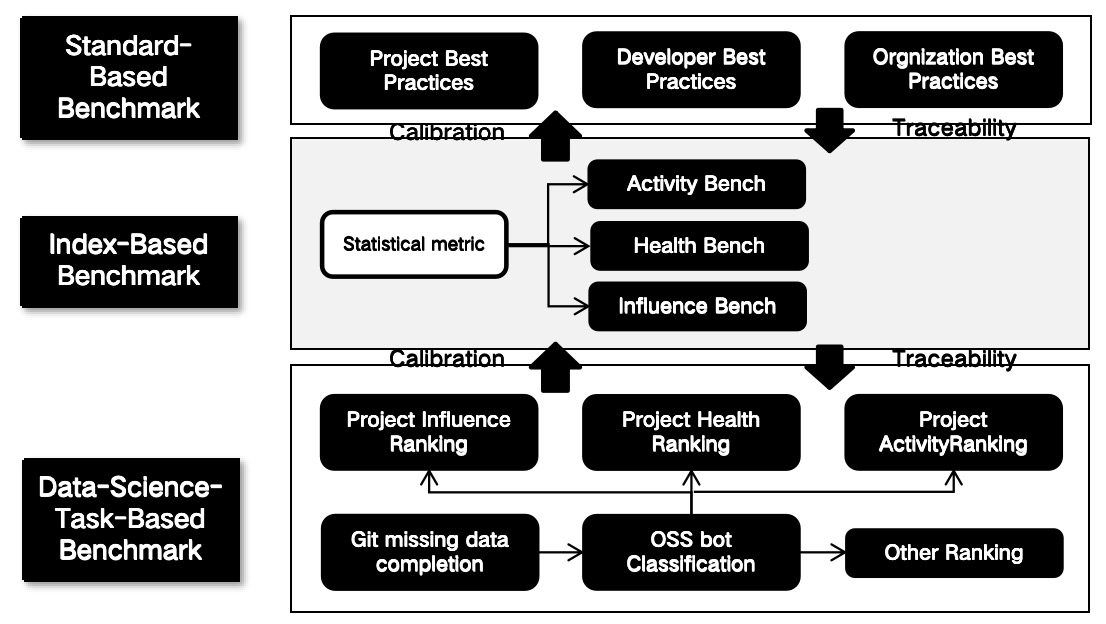 Standard-
Based
Benchmark
Project Best
Practices
Developer Best
Practices
Orgnization Best
Practices
Calibration
Traceability
Index-Based
Benchmark
Statistical metric
Activity Bench
Health Bench
Influence Bench
Calibration
Traceability
Data-Science-
Task-Based
Benchmark
Project Influence
Ranking
Project Health
Ranking
Project
ActivityRanking
Git missing data
completion
OSS bot
Classification
Other Ranking